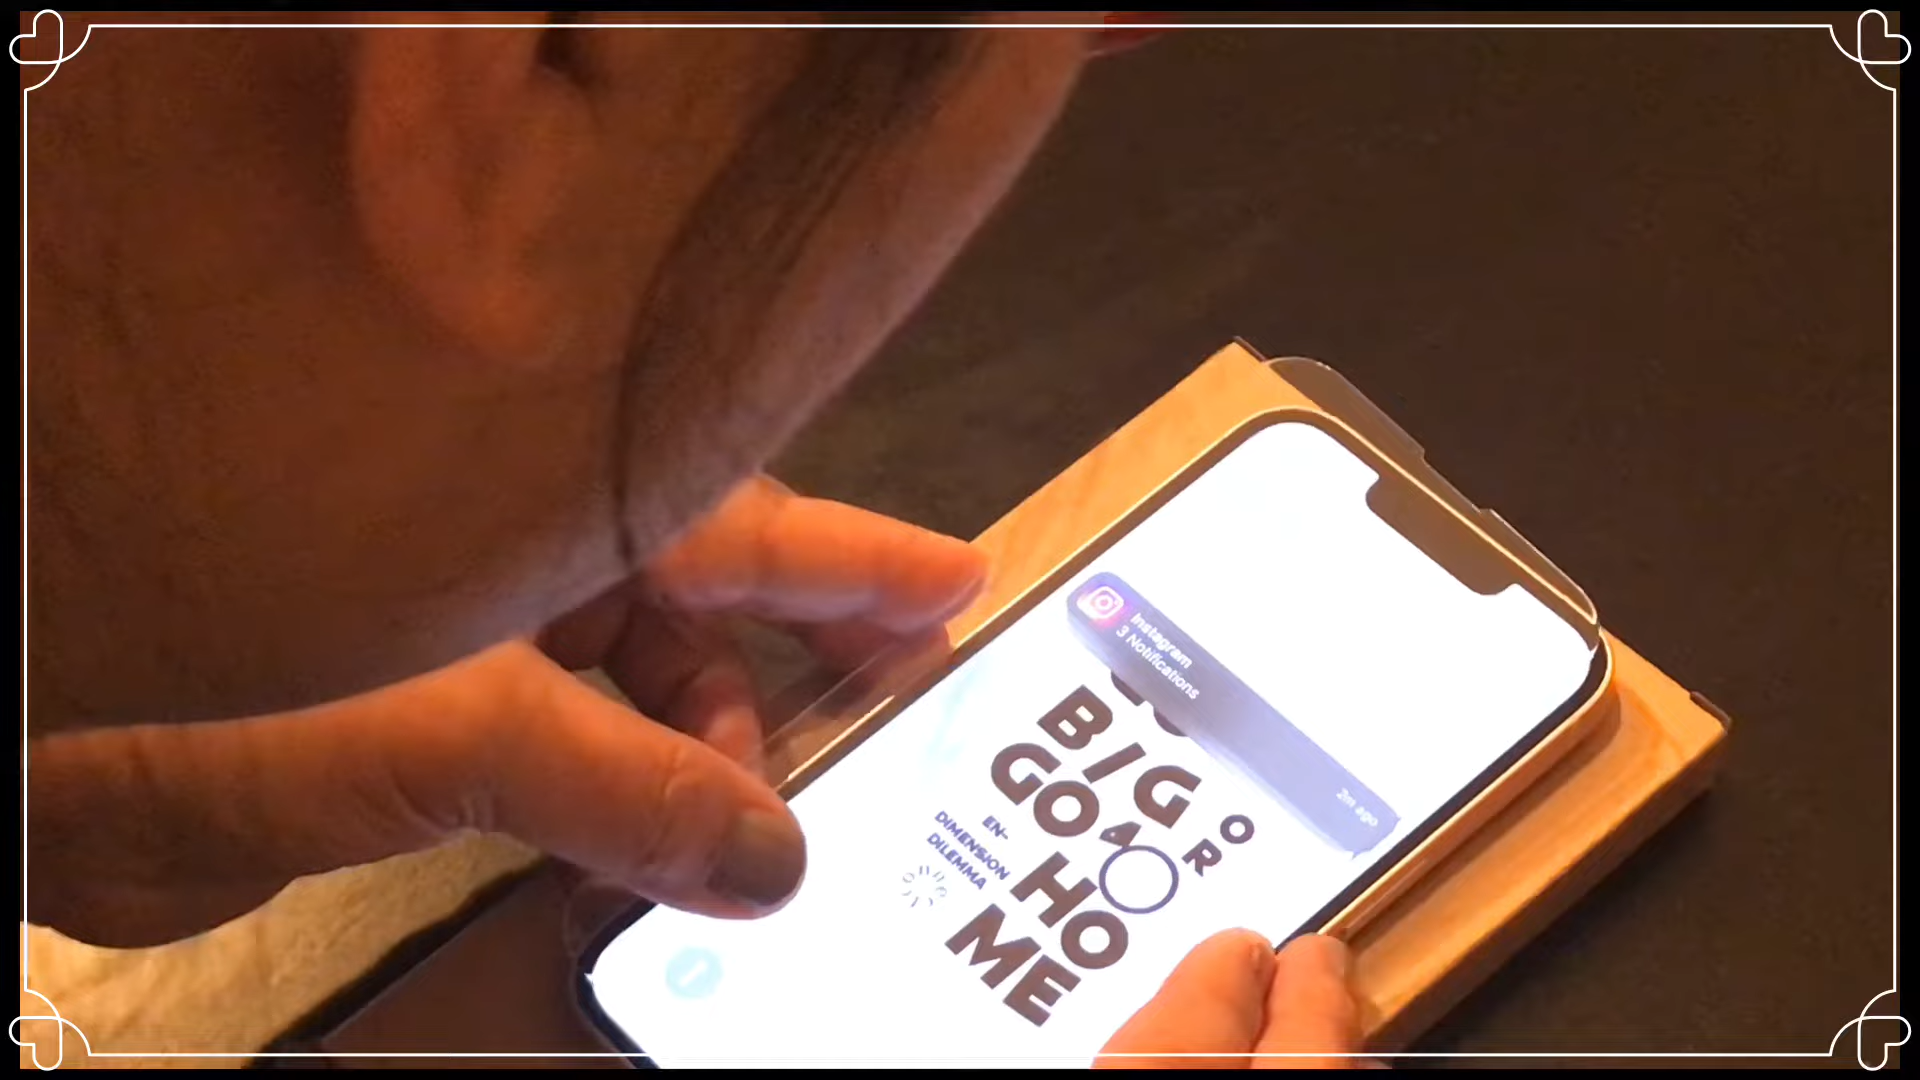 Instagram
3 Notifications
2m ago
BIG
OR
GO
HO
ME
EN-
DIMENSION
DILEMMA